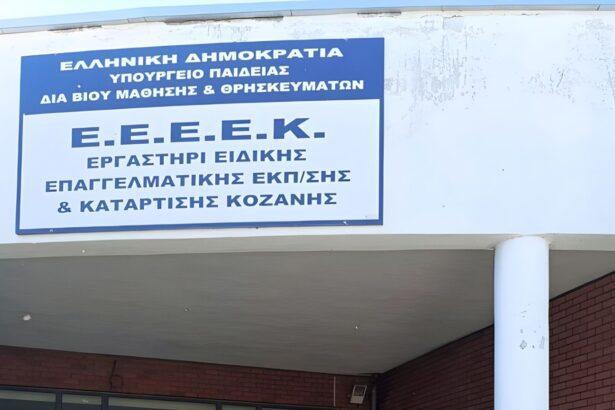 ΕΛΛΗΝΙΚΗ ΔΗΜΟΚΡΑΤΙΑ
ΥΠΟΥΡΓΕΙΟ ΠΑΙΔΕΙΑΣ
ΔΙΑ ΒΙΟΥ ΜΑΘΗΣΗΣ & ΘΡΗΣΚΕΥΜΑΤΩΝ
Ε.Ε.Ε.Ε.Κ.
ΕΡΓΑΣΤΗΡΙ ΕΙΔΙΚΗΣ
ΕΠΑΓΓΕΛΜΑΤΙΚΗΣ ΕΚΠ/ΣΗΣ
& ΚΑΤΑΡΤΙΣΗΣ ΚΟΖΑΝΗΣ